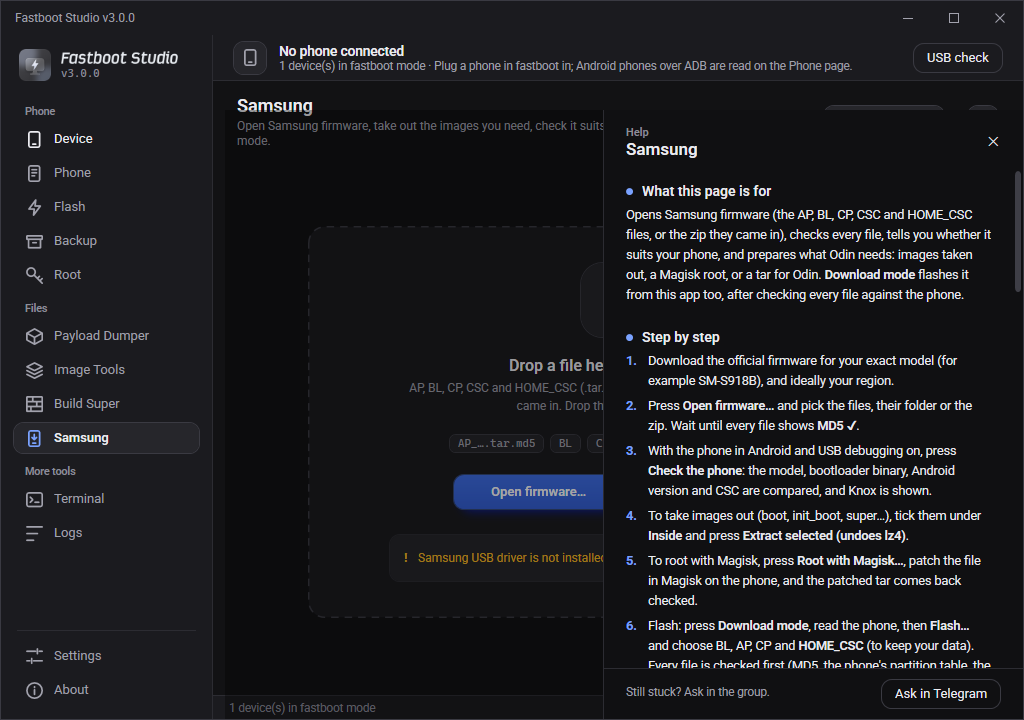 Fastboot Studio v3.0.0
Fastboot Studio
v3.0.0
Phone
Device
Phone
Flash
Backup
Root
Files
Payload Dumper
Image Tools
Build Super
Samsung
More tools
Terminal
Logs
Settings
About
No phone connected
1 device(s) in fastboot mode · Plug a phone in fastboot in; Android phones over ADB are read on the Phone page.
USB check
Samsung
Open Samsung firmware, take out the images you need, check it suits
mode.
Drop a file he
AP, BL, CP, CSC and HOME_CSC (.tar.
came in. Drop th
AP_….tar.md5
BL
C
Open firmware…
! Samsung USB driver is not installed
1 device(s) in fastboot mode
Help
Samsung
What this page is for
Opens Samsung firmware (the AP, BL, CP, CSC and HOME_CSC
files, or the zip they came in), checks every file, tells you whether it
suits your phone, and prepares what Odin needs: images taken
out, a Magisk root, or a tar for Odin. Download mode flashes it
from this app too, after checking every file against the phone.
Step by step
1. Download the official firmware for your exact model (for
example SM-S918B), and ideally your region.
2. Press Open firmware… and pick the files, their folder or the
zip. Wait until every file shows MD5 ✓.
3. With the phone in Android and USB debugging on, press
Check the phone: the model, bootloader binary, Android
version and CSC are compared, and Knox is shown.
4. To take images out (boot, init_boot, super…), tick them under
Inside and press Extract selected (undoes lz4).
5. To root with Magisk, press Root with Magisk…, patch the file
in Magisk on the phone, and the patched tar comes back
checked.
6. Flash: press Download mode, read the phone, then Flash…
and choose BL, AP, CP and HOME_CSC (to keep your data).
Every file is checked first (MD5, the phone's partition table, the
Still stuck? Ask in the group.
Ask in Telegram